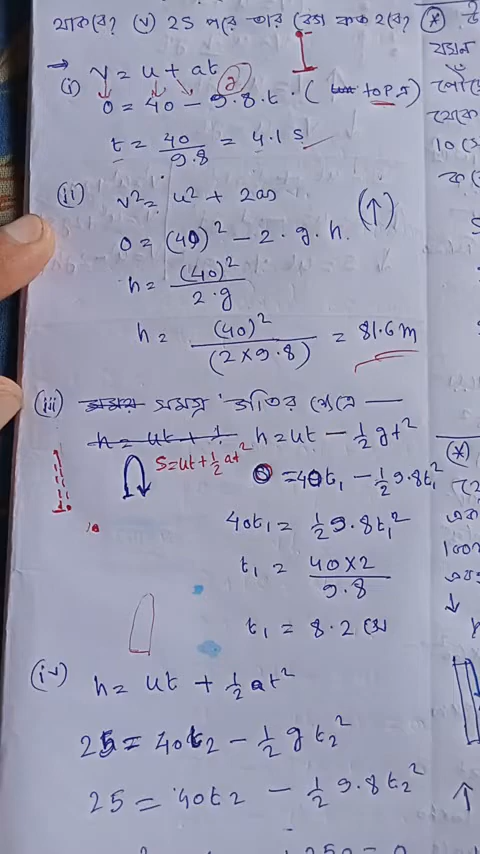 থাকবে? (v) 2s পরে তার বেগ কত হবে?
→ (i) v = u + at
0 = 40 - 9.8.t. ( top.এ)
t = 40/9.8 = 4.1 s
(ii) v² = u² + 2as
0 = (40)² - 2 · g · h. (↑)
h = (40)²/2.g
h = (40)²/(2×9.8) = 81.6 m
(iii) সমগ্র গতির ক্ষেত্রে —
h = ut - ½gt²
s = ut + ½at²
0 = 40t₁ - ½9.8t₁²
40t₁ = ½9.8t₁²
t₁ = 40×2/9.8
t₁ = 8.2 সে
(iv) h = ut + ½at²
25 = 40t₂ - ½gt₂²
25 = 40t₂ - ½9.8t₂²